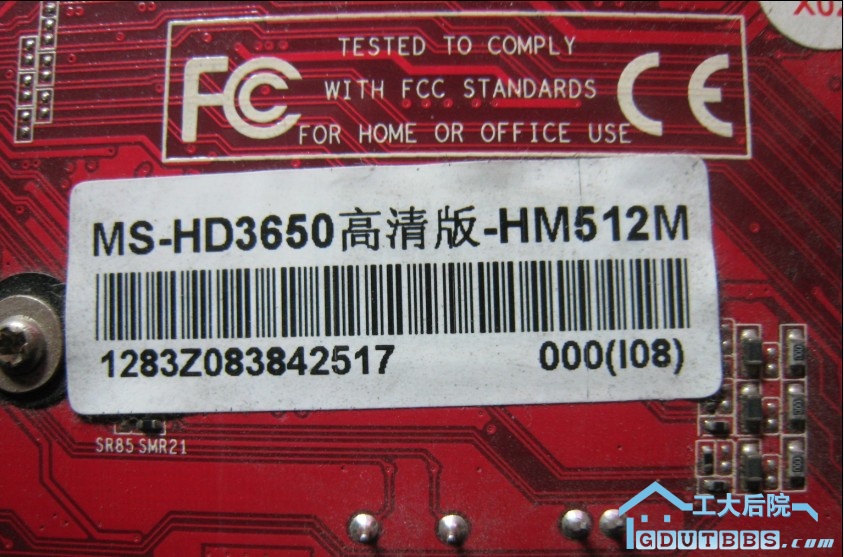 X02
FC
TESTED TO COMPLY
WITH FCC STANDARDS
FOR HOME OR OFFICE USE
CE
MS-HD3650高清版-HM512M
1283Z083842517 000(I08)
SR85 SMR21
工大后院
GDUTBBS.com